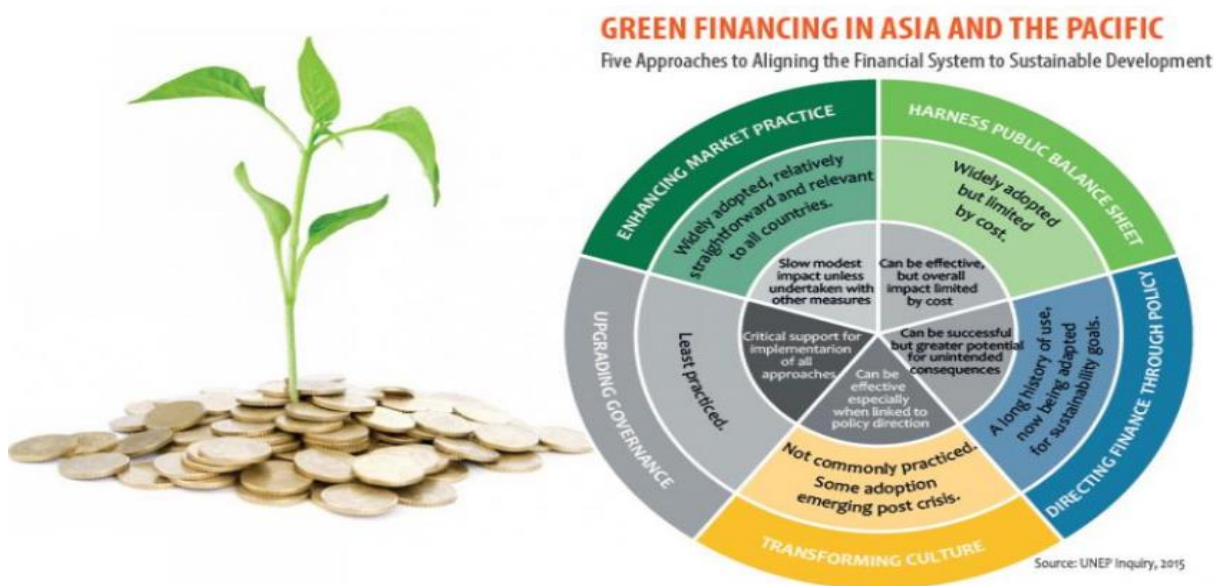 GREEN FINANCING IN ASIA AND THE PACIFIC
Five Approaches to Aligning the Financial System to Sustainable Development
ENHANCING MARKET PRACTICE
Widely adopted, relatively
straightforward and relevant
to all countries.
Slow modest
impact unless
undertaken with
other measures
HARNESS PUBLIC BALANCE SHEET
Widely adopted
but limited
by cost.
Can be effective,
but overall
impact limited
by cost
DIRECTING FINANCE THROUGH POLICY
A long history of use,
now being adapted
for sustainability goals.
Can be successful
but greater potential
for unintended
consequences
TRANSFORMING CULTURE
Not commonly practiced.
Some adoption
emerging post crisis.
Can be
effective
especially
when linked to
policy direction
UPGRADING GOVERNANCE
Least practiced.
Critical support for
implementation
of all
approaches
Source: UNEP Inquiry, 2015